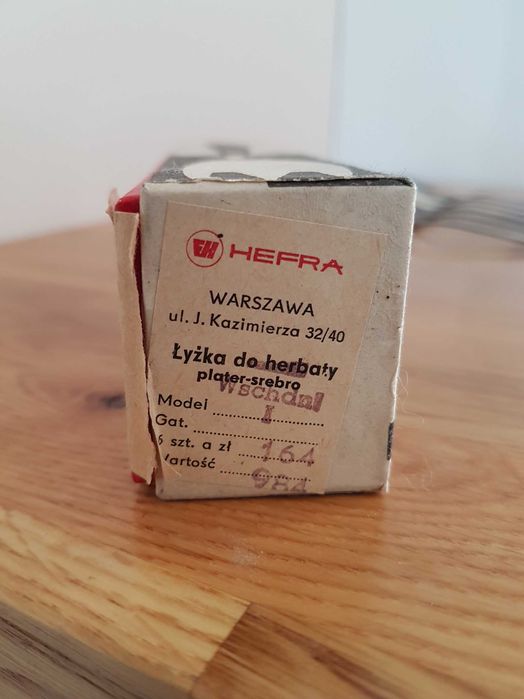 HEFRA
WARSZAWA
ul. J. Kazimierza 32/40
Łyżka do herbaty
plater-srebro
Wschdnl
Model
Gat. I
6 szt. a zł 164
Wartość 984